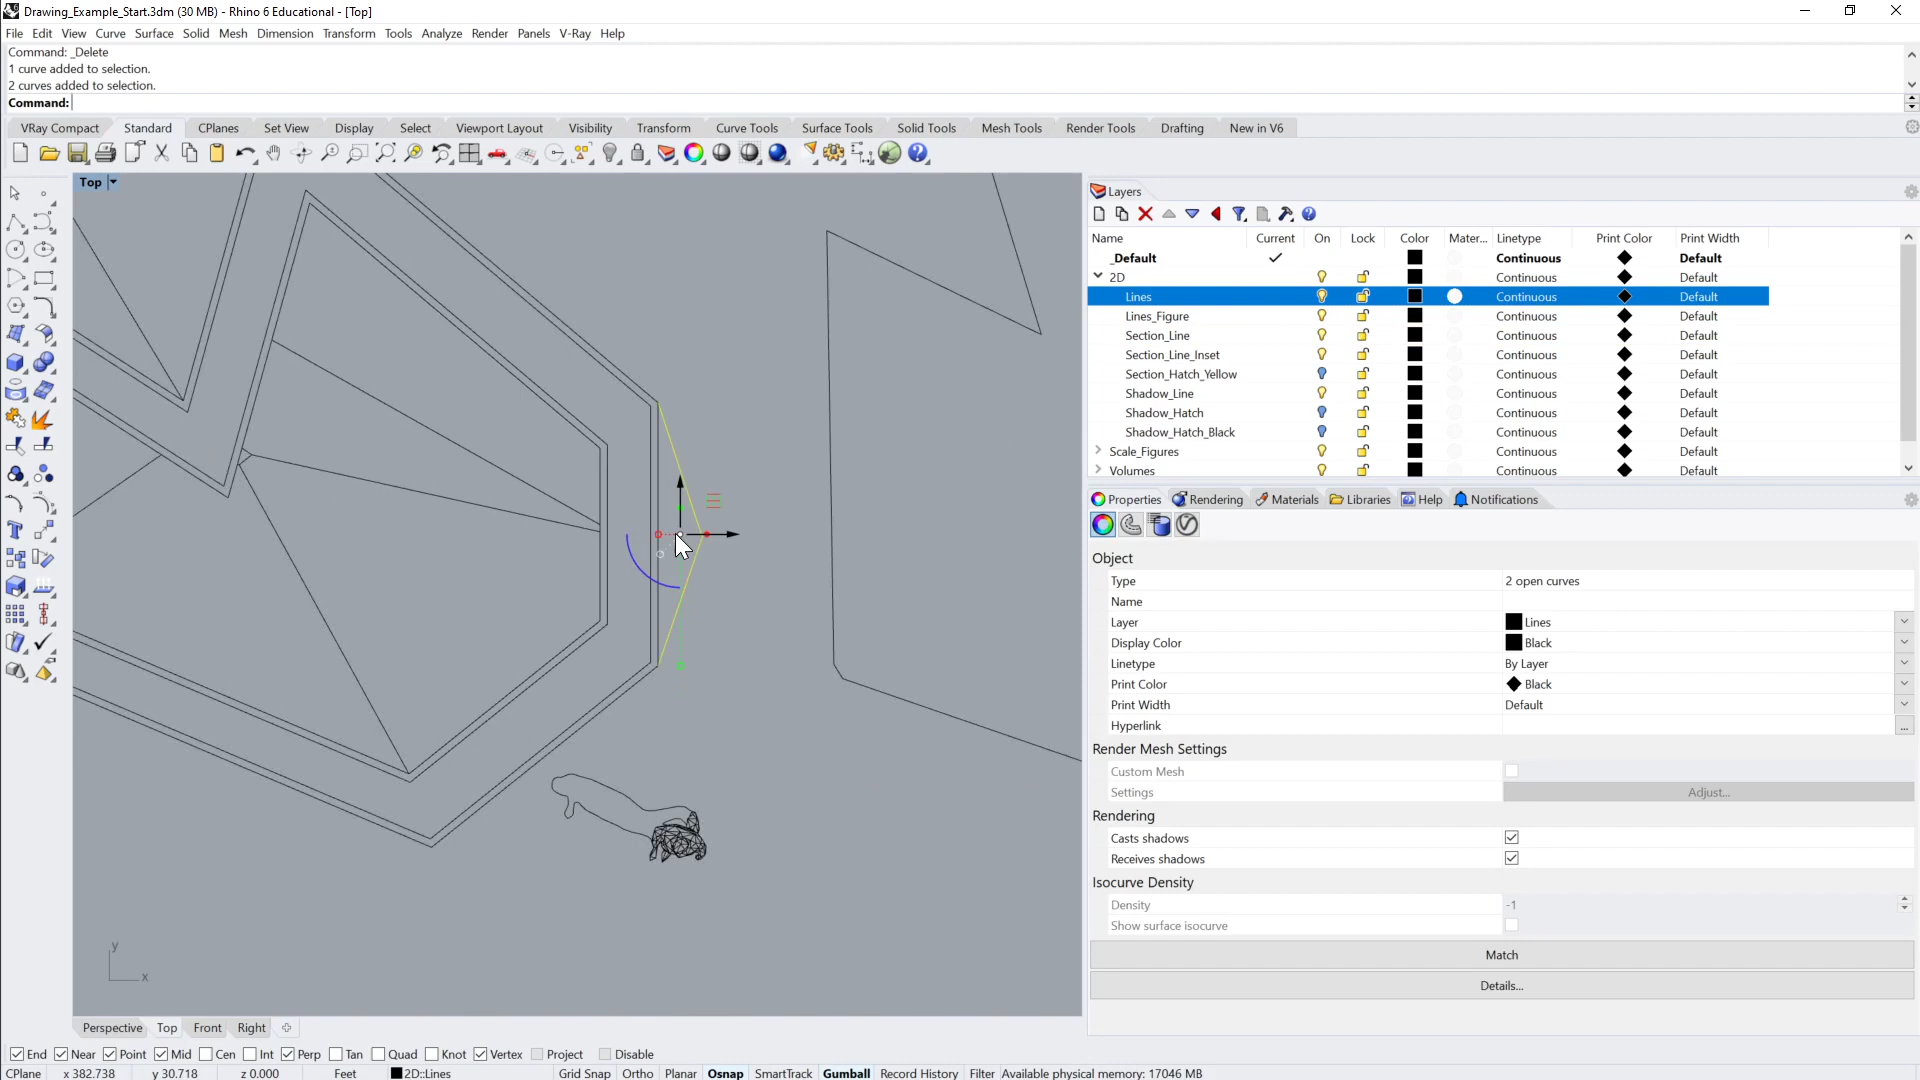 Drawing_Example_Start.3dm (30 MB) - Rhino 6 Educational - [Top]
File Edit View Curve Surface Solid Mesh Dimension Transform Tools Analyze Render Panels V-Ray Help
Command: _Delete
1 curve added to selection.
2 curves added to selection.
Command:
VRay Compact Standard CPlanes Set View Display Select Viewport Layout Visibility Transform Curve Tools Surface Tools Solid Tools Mesh Tools Render Tools Drafting New in V6
Top
Layers
Name Current On Lock Color Mater... Linetype Print Color Print Width
_Default Continuous Default
2D Continuous Default
Lines Continuous Default
Lines_Figure Continuous Default
Section_Line Continuous Default
Section_Line_Inset Continuous Default
Section_Hatch_Yellow Continuous Default
Shadow_Line Continuous Default
Shadow_Hatch Continuous Default
Shadow_Hatch_Black Continuous Default
Scale_Figures Continuous Default
Volumes Continuous Default
Properties Rendering Materials Libraries Help Notifications
Object
Type 2 open curves
Name
Layer Lines
Display Color Black
Linetype By Layer
Print Color Black
Print Width Default
Hyperlink ...
Render Mesh Settings
Custom Mesh
Settings Adjust...
Rendering
Casts shadows
Receives shadows
Isocurve Density
Density -1
Show surface isocurve
Match
Details...
y
x
Perspective Top Front Right
End Near Point Mid Cen Int Perp Tan Quad Knot Vertex Project Disable
CPlane x 382.738 y 30.718 z 0.000 Feet 2D::Lines Grid Snap Ortho Planar Osnap SmartTrack Gumball Record History Filter Available physical memory: 17046 MB